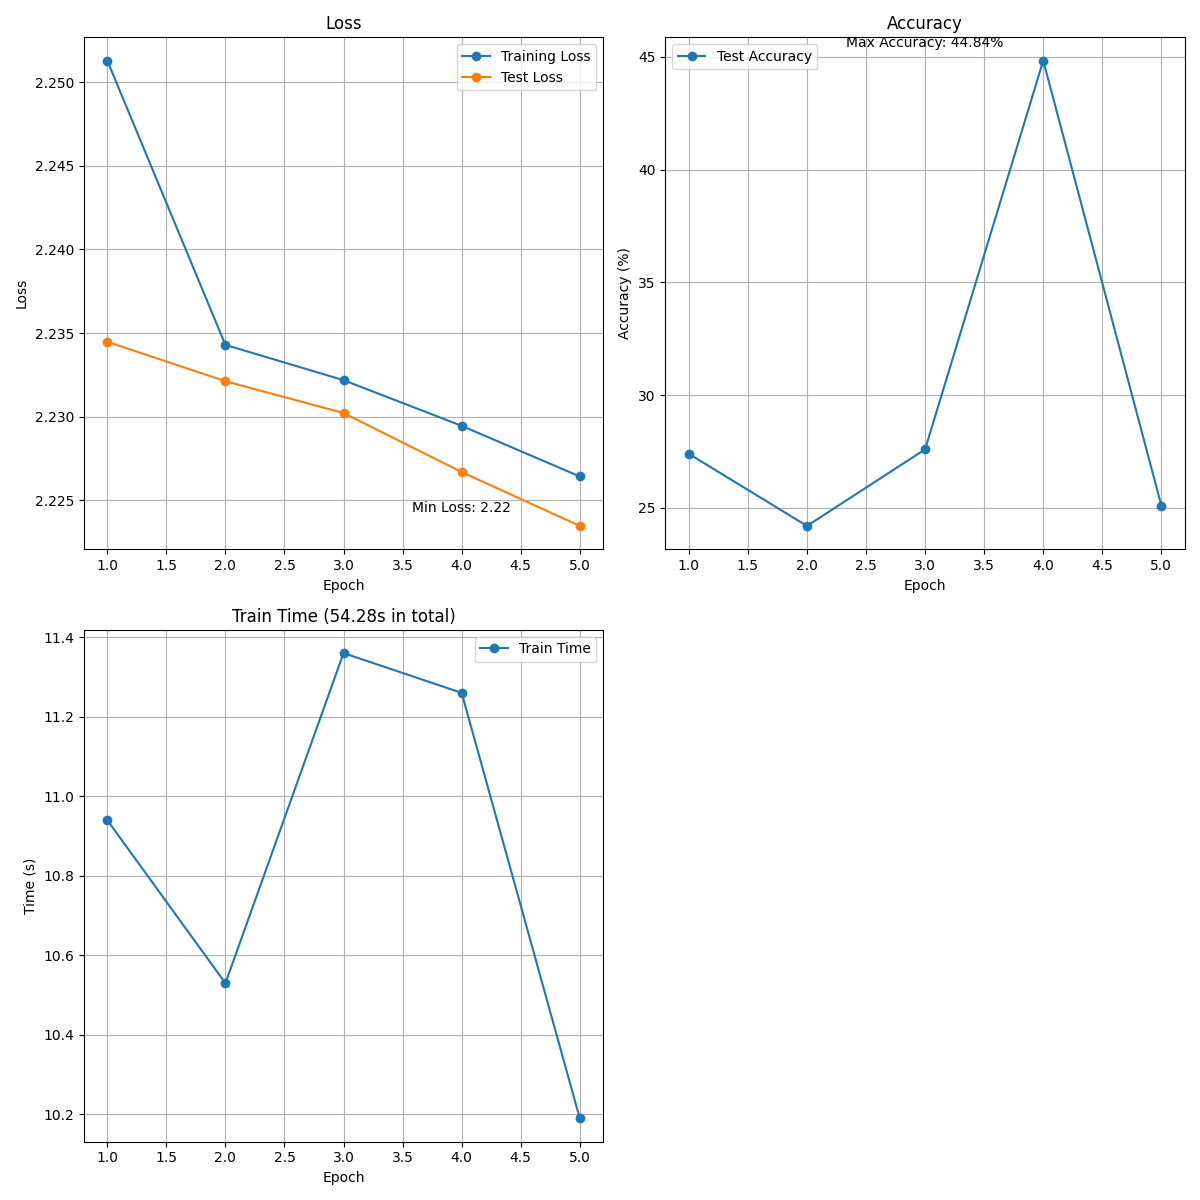 Loss
Training Loss
Test Loss
2.250
2.245
2.240
2.235
2.230
2.225
Loss
Min Loss: 2.22
1.0 1.5 2.0 2.5 3.0 3.5 4.0 4.5 5.0
Epoch
Accuracy
Max Accuracy: 44.84%
Test Accuracy
45
40
35
30
25
Accuracy (%)
1.0 1.5 2.0 2.5 3.0 3.5 4.0 4.5 5.0
Epoch
Train Time (54.28s in total)
Train Time
11.4
11.2
11.0
10.8
10.6
10.4
10.2
Time (s)
1.0 1.5 2.0 2.5 3.0 3.5 4.0 4.5 5.0
Epoch